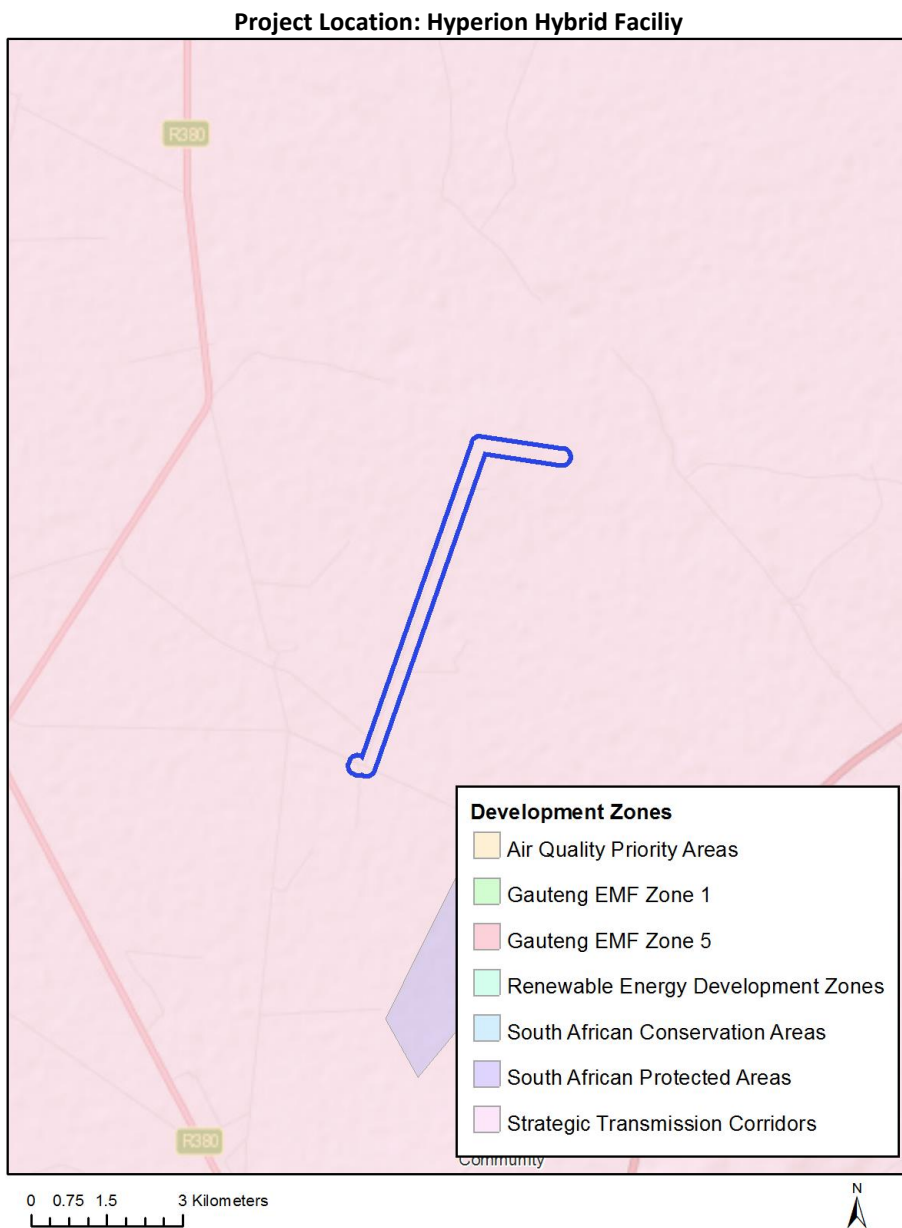 Project Location: Hyperion Hybrid Faciliy
R380
Development Zones
Air Quality Priority Areas
Gauteng EMF Zone 1
Gauteng EMF Zone 5
Renewable Energy Development Zones
South African Conservation Areas
South African Protected Areas
Strategic Transmission Corridors
R380
Community
0 0.75 1.5 3 Kilometers
N